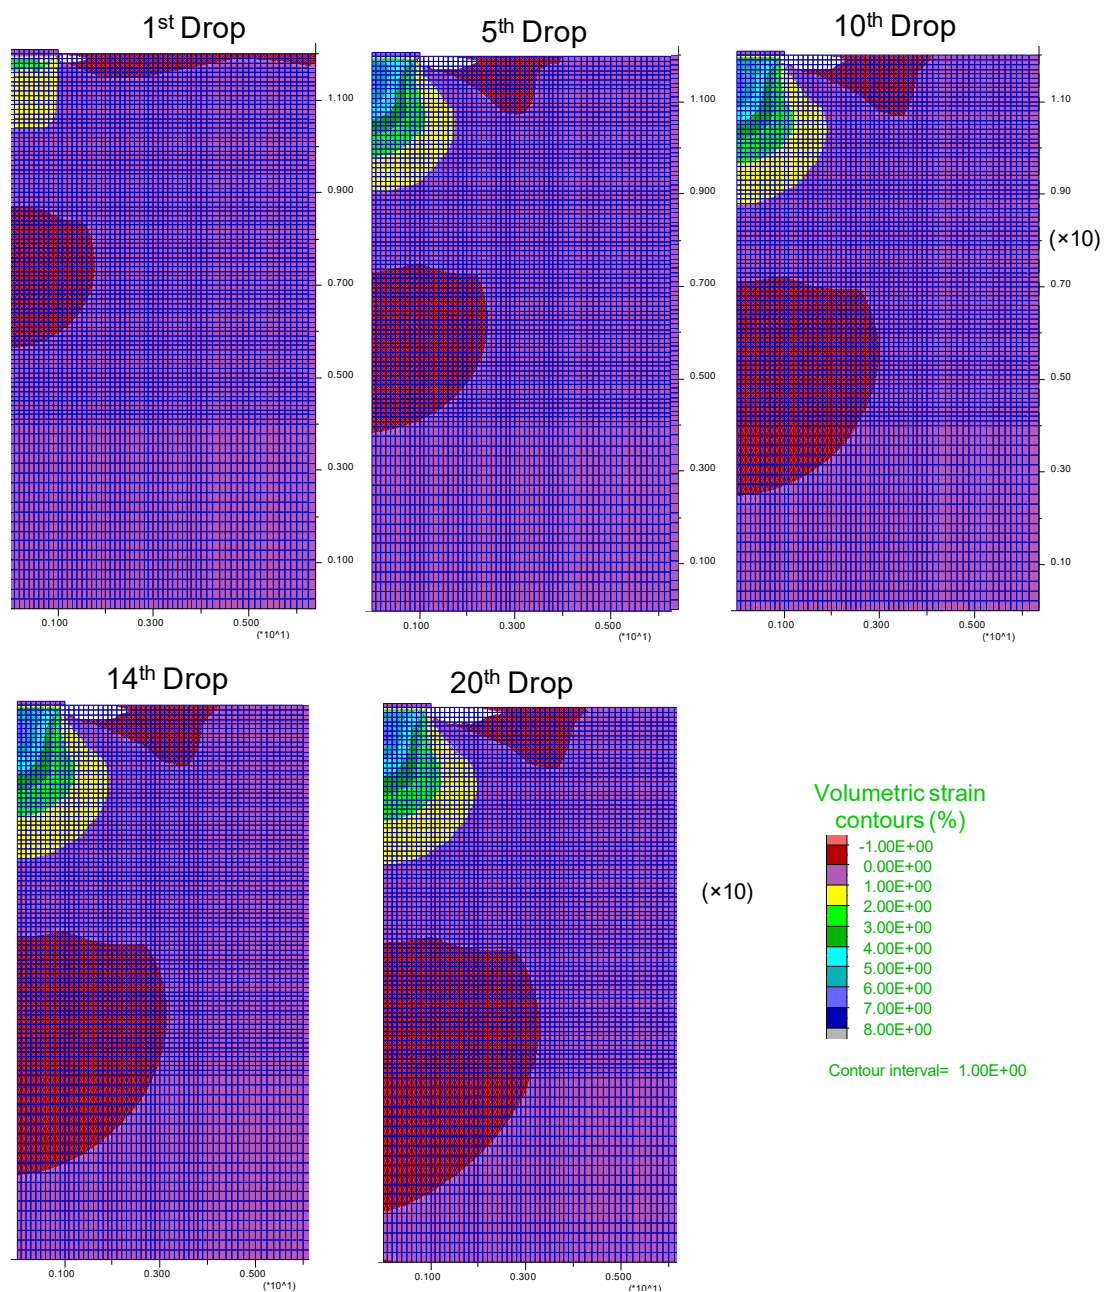 1st Drop
5th Drop
10th Drop
1.100
0.900
0.700
0.500
0.300
0.100
0.100 0.300 0.500
(*10^1)
1.100
0.900
0.700
0.500
0.300
0.100
0.100 0.300 0.500
(*10^1)
1.10
0.90
(×10)
0.70
0.50
0.30
0.10
0.100 0.300 0.500
(*10^1)
14th Drop
20th Drop
0.100 0.300 0.500
(*10^1)
0.100 0.300 0.500
(*10^1)
(×10)
Volumetric strain
contours (%)
-1.00E+00
0.00E+00
1.00E+00
2.00E+00
3.00E+00
4.00E+00
5.00E+00
6.00E+00
7.00E+00
8.00E+00
Contour interval= 1.00E+00